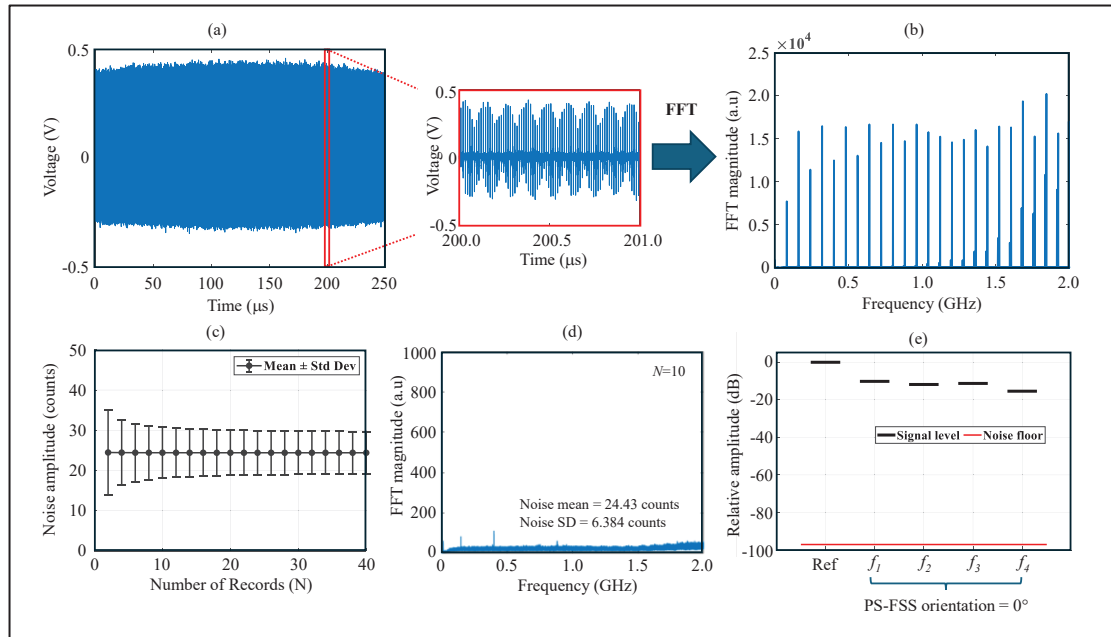 (a)
0.5
0
-0.5
Voltage (V)
0 50 100 150 200 250
Time (μs)
0.5
0
-0.5
Voltage (V)
200.0 200.5 201.0
Time (μs)
FFT
(b)
×10⁴
2.5
2.0
1.5
1.0
0.5
0
FFT magnitude (a.u)
0 0.5 1.0 1.5 2.0
Frequency (GHz)
(c)
50
40
30
20
10
0
Noise amplitude (counts)
Mean ± Std Dev
0 10 20 30 40
Number of Records (N)
(d)
1000
800
600
400
200
0
FFT magnitude (a.u)
N=10
Noise mean = 24.43 counts
Noise SD = 6.384 counts
0 0.5 1.0 1.5 2.0
Frequency (GHz)
(e)
0
-20
-40
-60
-80
-100
Relative amplitude (dB)
Signal level Noise floor
Ref f₁ f₂ f₃ f₄
PS-FSS orientation = 0°